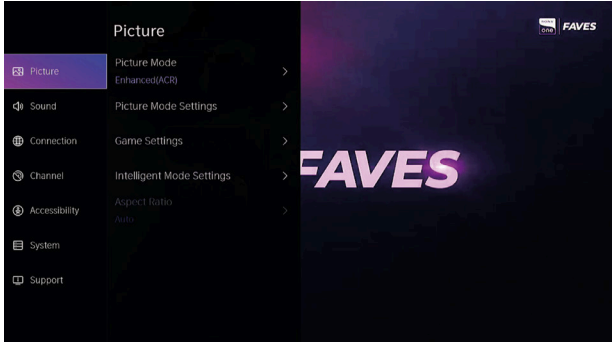 Picture
Picture
Picture Mode
Enhanced(ACR)
Sound
Picture Mode Settings
Connection
Game Settings
Channel
Intelligent Mode Settings
Accessibility
Aspect Ratio
Auto
System
Support
one
FAVES
FAVES